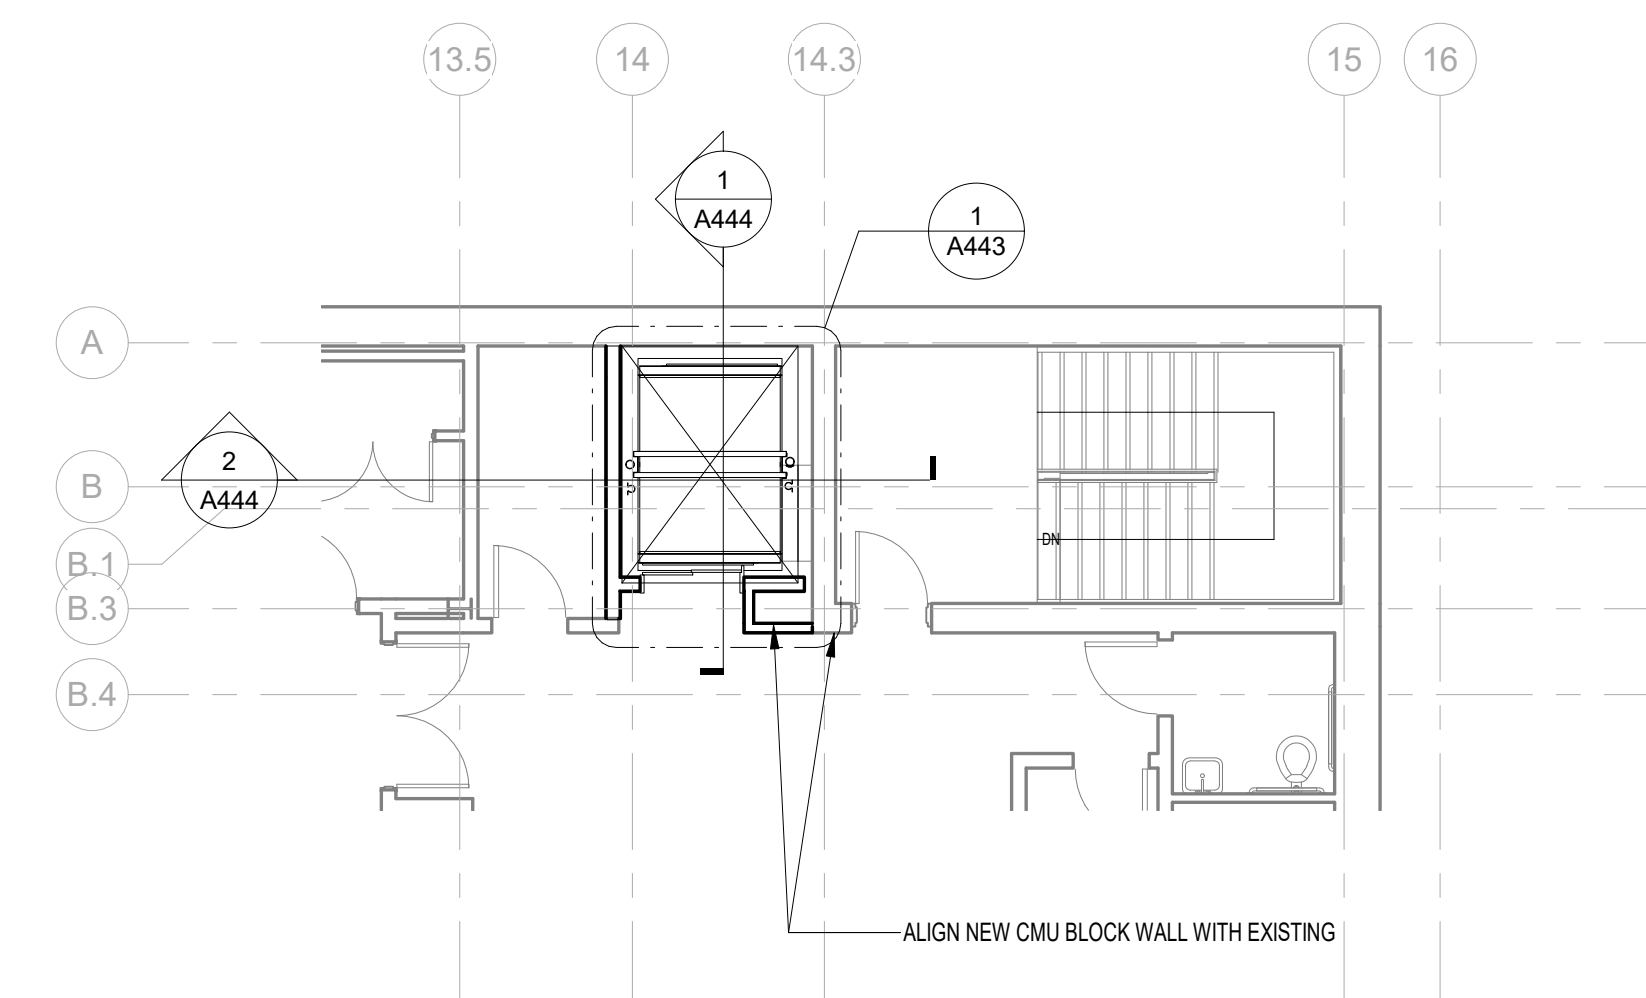 13.5
14
14.3
15
16
1
A444
1
A443
A
B
2
A444
B.1
B.3
B.4
DN
ALIGN NEW CMU BLOCK WALL WITH EXISTING